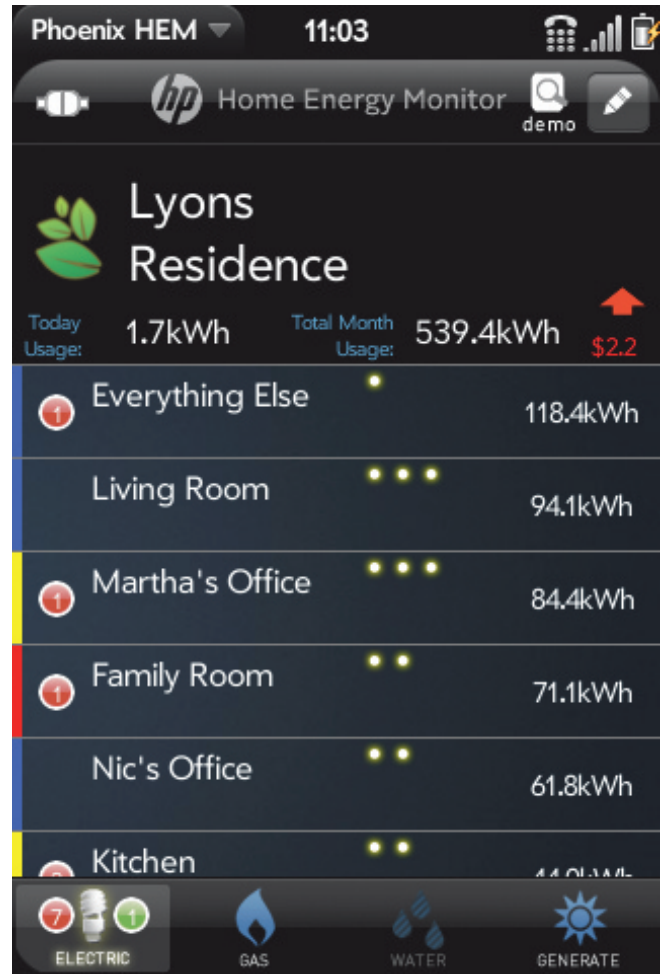 Phoenix HEM 11:03
hp Home Energy Monitor
demo
Lyons
Residence
Today Usage: 1.7kWh Total Month Usage: 539.4kWh $2.2
1 Everything Else 118.4kWh
Living Room 94.1kWh
1 Martha's Office 84.4kWh
1 Family Room 71.1kWh
Nic's Office 61.8kWh
Kitchen
7 1
ELECTRIC GAS WATER GENERATE